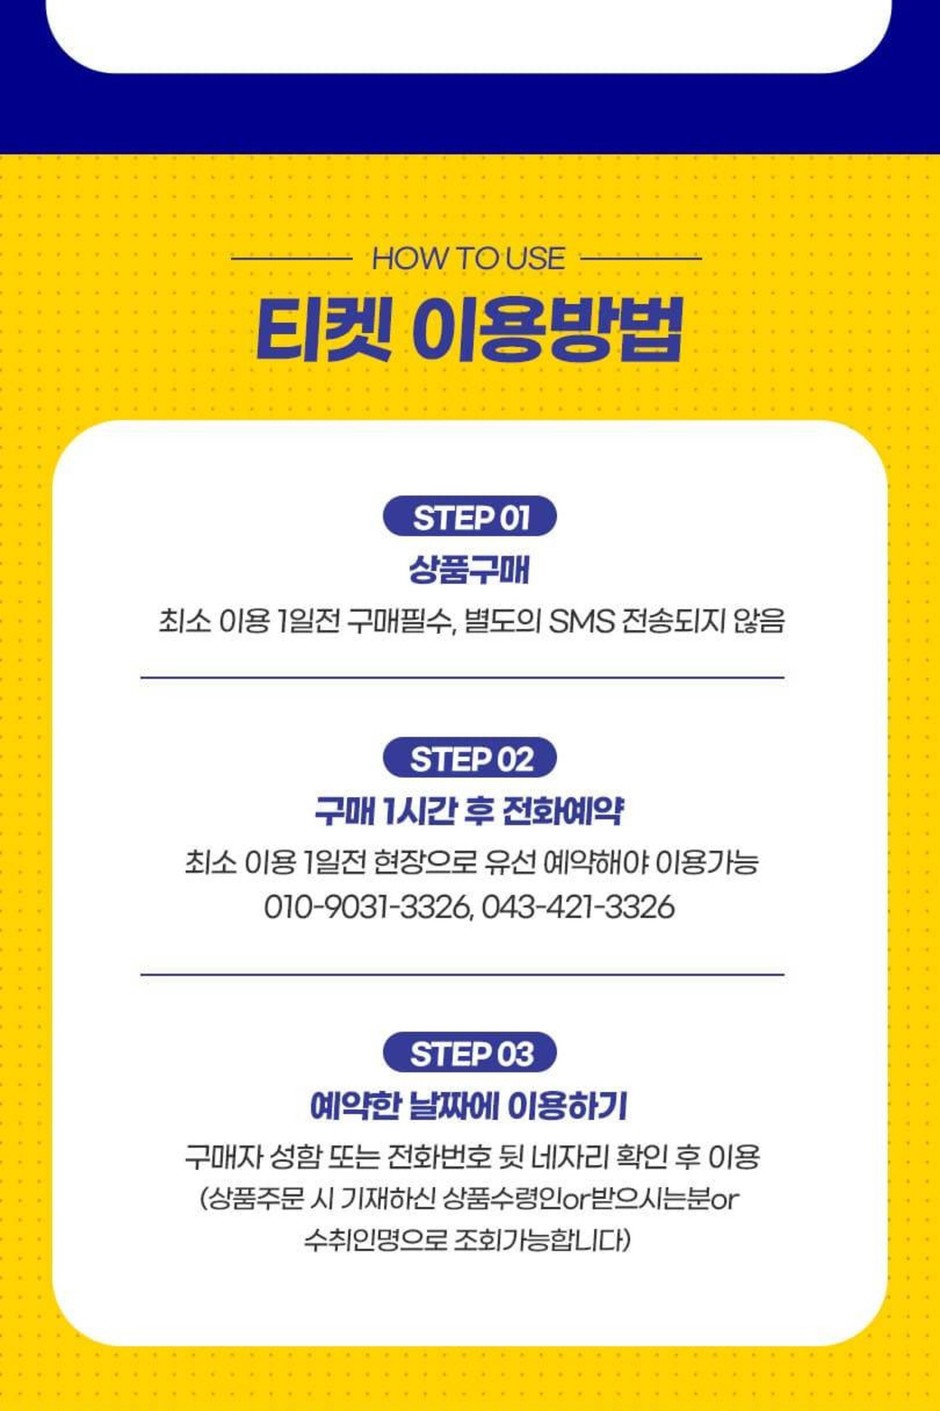 HOW TO USE
티켓 이용방법
STEP 01
상품구매
최소 이용 1일전 구매필수, 별도의 SMS 전송되지 않음
STEP 02
구매 1시간 후 전화예약
최소 이용 1일전 현장으로 유선 예약해야 이용가능
010-9031-3326, 043-421-3326
STEP 03
예약한 날짜에 이용하기
구매자 성함 또는 전화번호 뒷 네자리 확인 후 이용
(상품주문 시 기재하신 상품수령인or받으시는분or
수취인명으로 조회가능합니다)